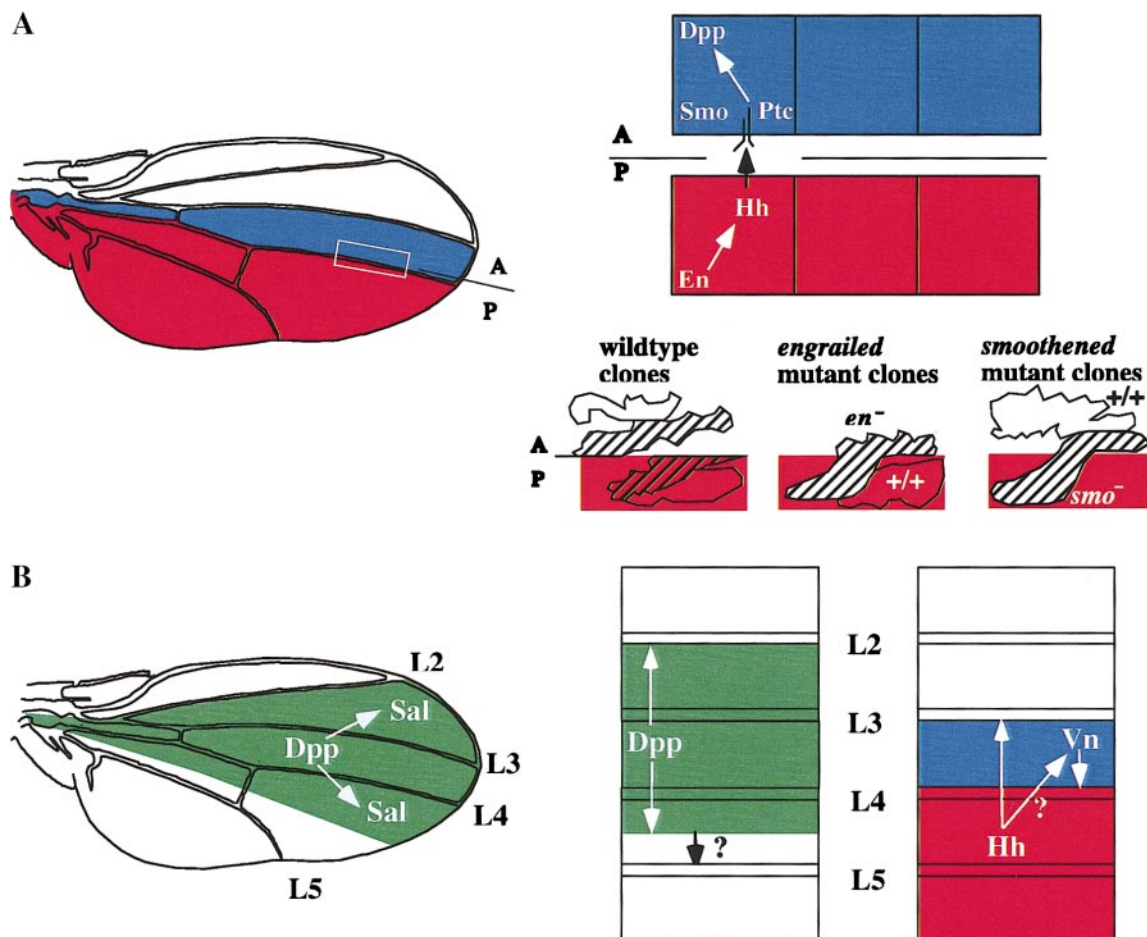 A
Dpp
Smo Ptc
A
P
Hh
En
A
P
wildtype clones
engrailed mutant clones
smoothened mutant clones
en⁻
+/+
+/+
smo⁻
A
P
B
L2
Sal
Dpp
Sal
L3
L4
L5
Dpp
?
L2
L3
L4
L5
Vn
?
Hh